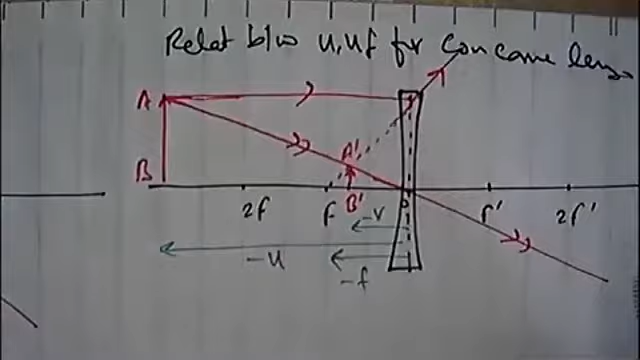 Relat b/w u,v,f for Concave lens
A
B
A'
2f
f
B'
f'
2f'
-v
-u
-f